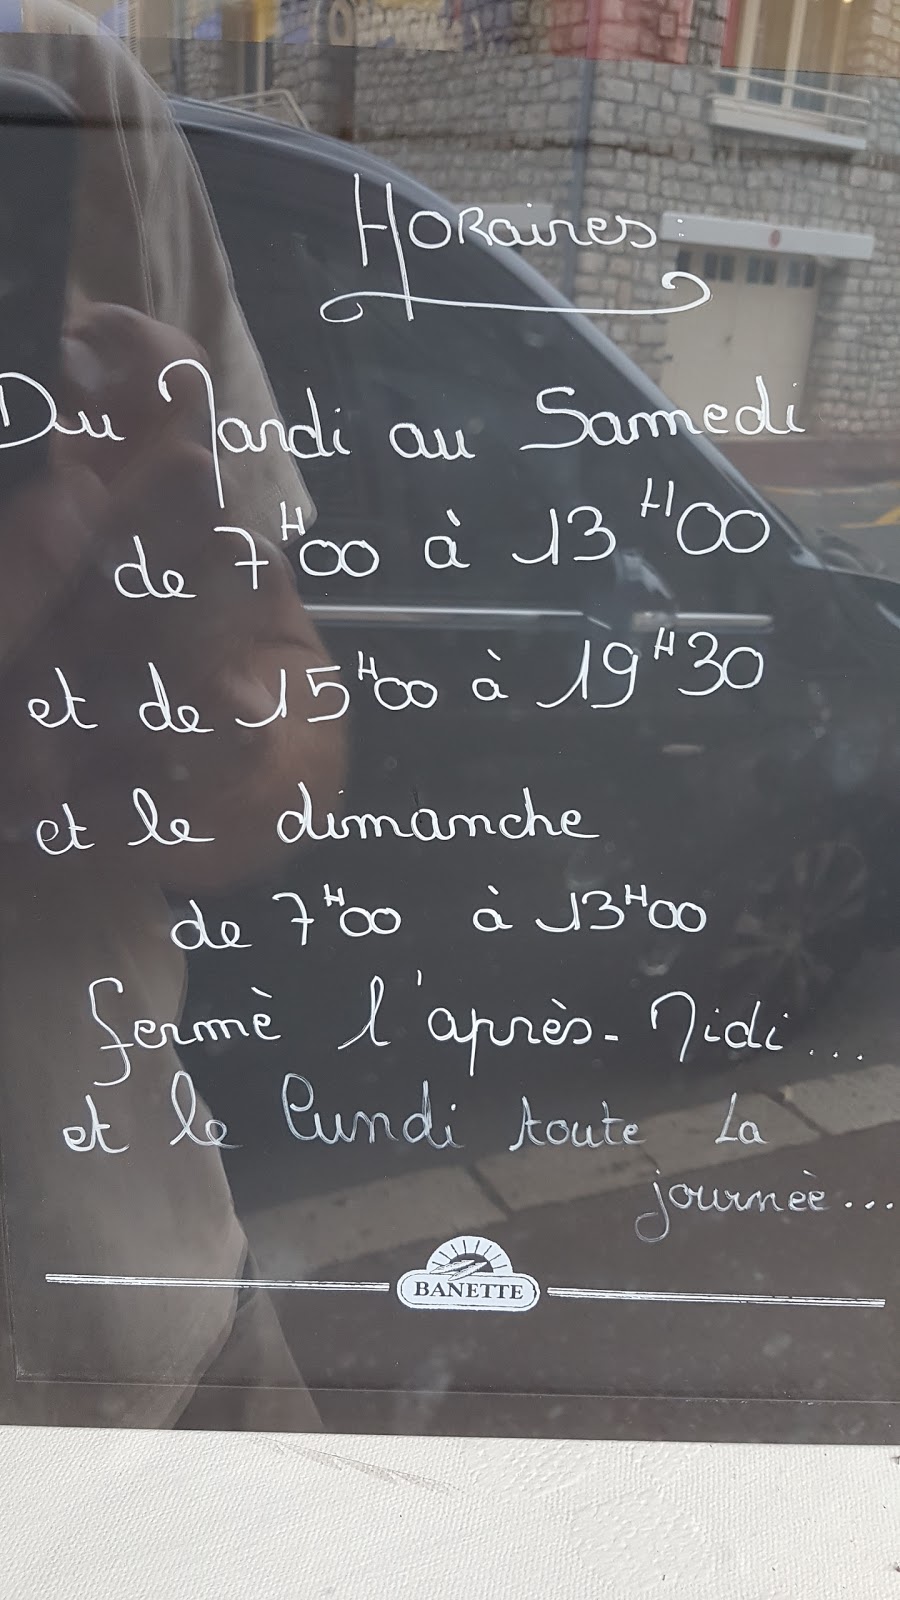 Horaires:
Du Mardi au Samedi
de 7H00 à 13H00
et de 15H00 à 19H30
et le dimanche
de 7H00 à 13H00
fermè l'après-Midi...
et le lundi toute la
journèe...
BANETTE